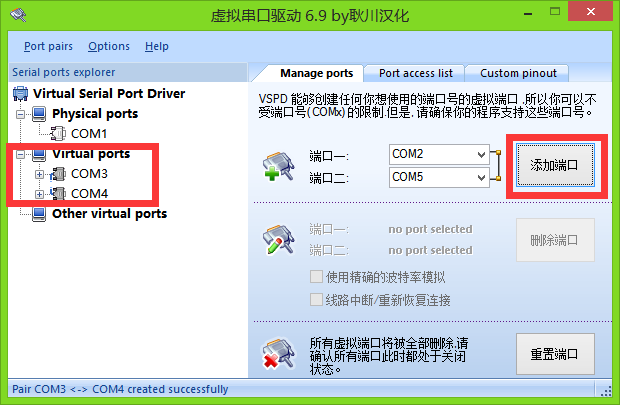 虚拟串口驱动 6.9 by耿川汉化
Port pairs Options Help
Serial ports explorer
Virtual Serial Port Driver
Physical ports
COM1
Virtual ports
COM3
COM4
Other virtual ports
Manage ports Port access list Custom pinout
VSPD 能够创建任何你想使用的端口号的虚拟端口,所以你可以不
受端口号(COMx)的限制.但是,请确保你的程序支持这些端口号。
端口一: COM2
端口二: COM5
添加端口
端口一: no port selected
端口二: no port selected
删除端口
使用精确的波特率模拟
线路中断/重新恢复连接
所有虚拟端口将被全部删除,请
确认所有端口此时都处于关闭
状态。
重置端口
Pair COM3 <-> COM4 created successfully